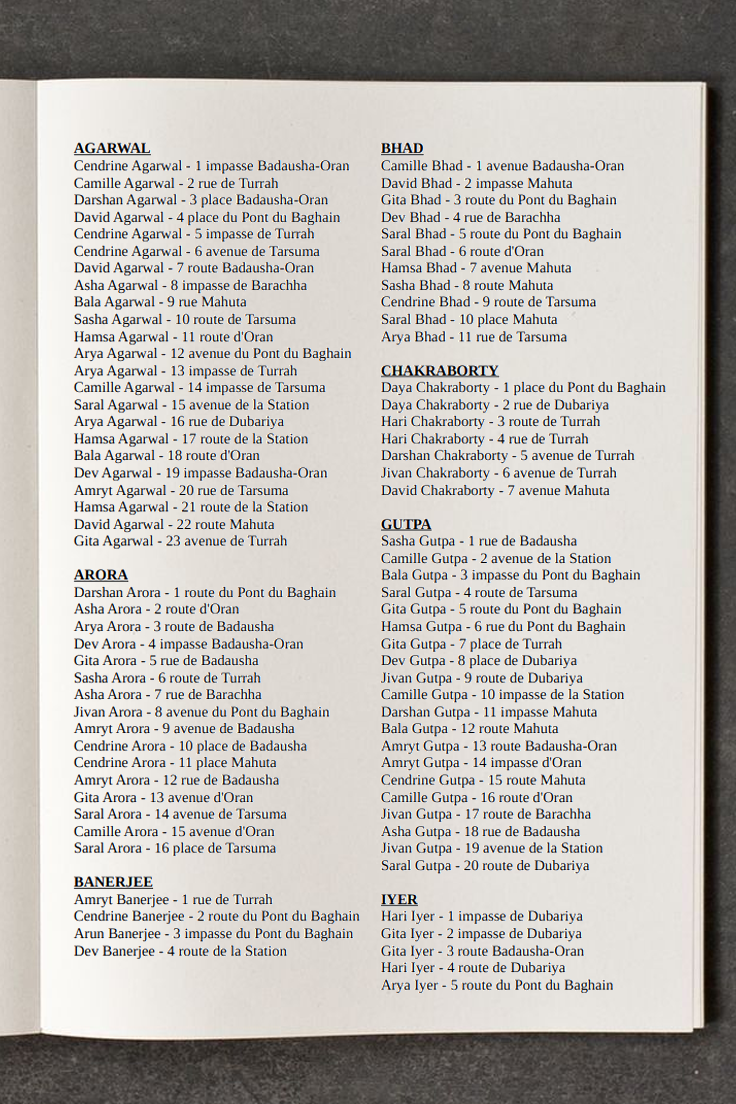 AGARWAL
Cendrine Agarwal - 1 impasse Badausha-Oran
Camille Agarwal - 2 rue de Turrah
Darshan Agarwal - 3 place Badausha-Oran
David Agarwal - 4 place du Pont du Baghain
Cendrine Agarwal - 5 impasse de Turrah
Cendrine Agarwal - 6 avenue de Tarsuma
David Agarwal - 7 route Badausha-Oran
Asha Agarwal - 8 impasse de Barachha
Bala Agarwal - 9 rue Mahuta
Sasha Agarwal - 10 route de Tarsuma
Hamsa Agarwal - 11 route d'Oran
Arya Agarwal - 12 avenue du Pont du Baghain
Arya Agarwal - 13 impasse de Turrah
Camille Agarwal - 14 impasse de Tarsuma
Saral Agarwal - 15 avenue de la Station
Arya Agarwal - 16 rue de Dubariya
Hamsa Agarwal - 17 route de la Station
Bala Agarwal - 18 route d'Oran
Dev Agarwal - 19 impasse Badausha-Oran
Amryt Agarwal - 20 rue de Tarsuma
Hamsa Agarwal - 21 route de la Station
David Agarwal - 22 route Mahuta
Gita Agarwal - 23 avenue de Turrah
ARORA
Darshan Arora - 1 route du Pont du Baghain
Asha Arora - 2 route d'Oran
Arya Arora - 3 route de Badausha
Dev Arora - 4 impasse Badausha-Oran
Gita Arora - 5 rue de Badausha
Sasha Arora - 6 route de Turrah
Asha Arora - 7 rue de Barachha
Jivan Arora - 8 avenue du Pont du Baghain
Amryt Arora - 9 avenue de Badausha
Cendrine Arora - 10 place de Badausha
Cendrine Arora - 11 place Mahuta
Amryt Arora - 12 rue de Badausha
Gita Arora - 13 avenue d'Oran
Saral Arora - 14 avenue de Tarsuma
Camille Arora - 15 avenue d'Oran
Saral Arora - 16 place de Tarsuma
BANERJEE
Amryt Banerjee - 1 rue de Turrah
Cendrine Banerjee - 2 route du Pont du Baghain
Arun Banerjee - 3 impasse du Pont du Baghain
Dev Banerjee - 4 route de la Station
BHAD
Camille Bhad - 1 avenue Badausha-Oran
David Bhad - 2 impasse Mahuta
Gita Bhad - 3 route du Pont du Baghain
Dev Bhad - 4 rue de Barachha
Saral Bhad - 5 route du Pont du Baghain
Saral Bhad - 6 route d'Oran
Hamsa Bhad - 7 avenue Mahuta
Sasha Bhad - 8 route Mahuta
Cendrine Bhad - 9 route de Tarsuma
Saral Bhad - 10 place Mahuta
Arya Bhad - 11 rue de Tarsuma
CHAKRABORTY
Daya Chakraborty - 1 place du Pont du Baghain
Daya Chakraborty - 2 rue de Dubariya
Hari Chakraborty - 3 route de Turrah
Hari Chakraborty - 4 rue de Turrah
Darshan Chakraborty - 5 avenue de Turrah
Jivan Chakraborty - 6 avenue de Turrah
David Chakraborty - 7 avenue Mahuta
GUTPA
Sasha Gutpa - 1 rue de Badausha
Camille Gutpa - 2 avenue de la Station
Bala Gutpa - 3 impasse du Pont du Baghain
Saral Gutpa - 4 route de Tarsuma
Gita Gutpa - 5 route du Pont du Baghain
Hamsa Gutpa - 6 rue du Pont du Baghain
Gita Gutpa - 7 place de Turrah
Dev Gutpa - 8 place de Dubariya
Jivan Gutpa - 9 route de Dubariya
Camille Gutpa - 10 impasse de la Station
Darshan Gutpa - 11 impasse Mahuta
Bala Gutpa - 12 route Mahuta
Amryt Gutpa - 13 route Badausha-Oran
Amryt Gutpa - 14 impasse d'Oran
Cendrine Gutpa - 15 route Mahuta
Camille Gutpa - 16 route d'Oran
Jivan Gutpa - 17 route de Barachha
Asha Gutpa - 18 rue de Badausha
Jivan Gutpa - 19 avenue de la Station
Saral Gutpa - 20 route de Dubariya
IYER
Hari Iyer - 1 impasse de Dubariya
Gita Iyer - 2 impasse de Dubariya
Gita Iyer - 3 route Badausha-Oran
Hari Iyer - 4 route de Dubariya
Arya Iyer - 5 route du Pont du Baghain